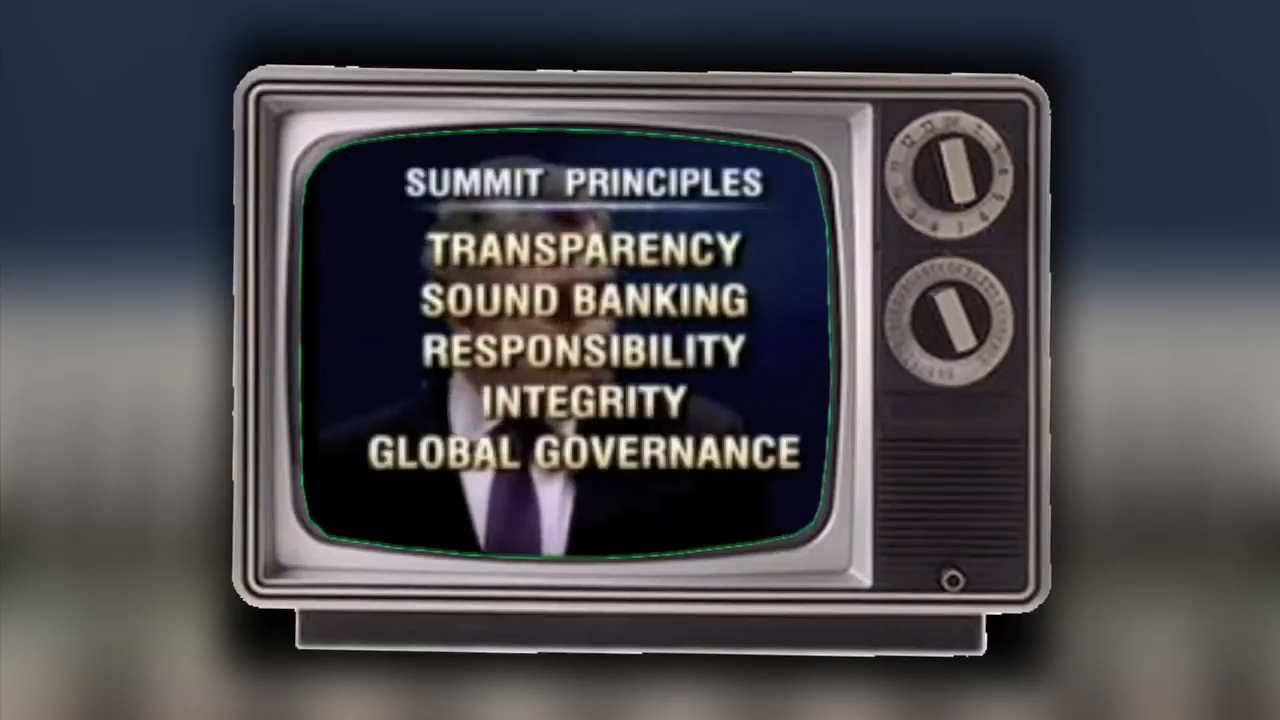 SUMMIT PRINCIPLES
TRANSPARENCY
SOUND BANKING
RESPONSIBILITY
INTEGRITY
GLOBAL GOVERNANCE